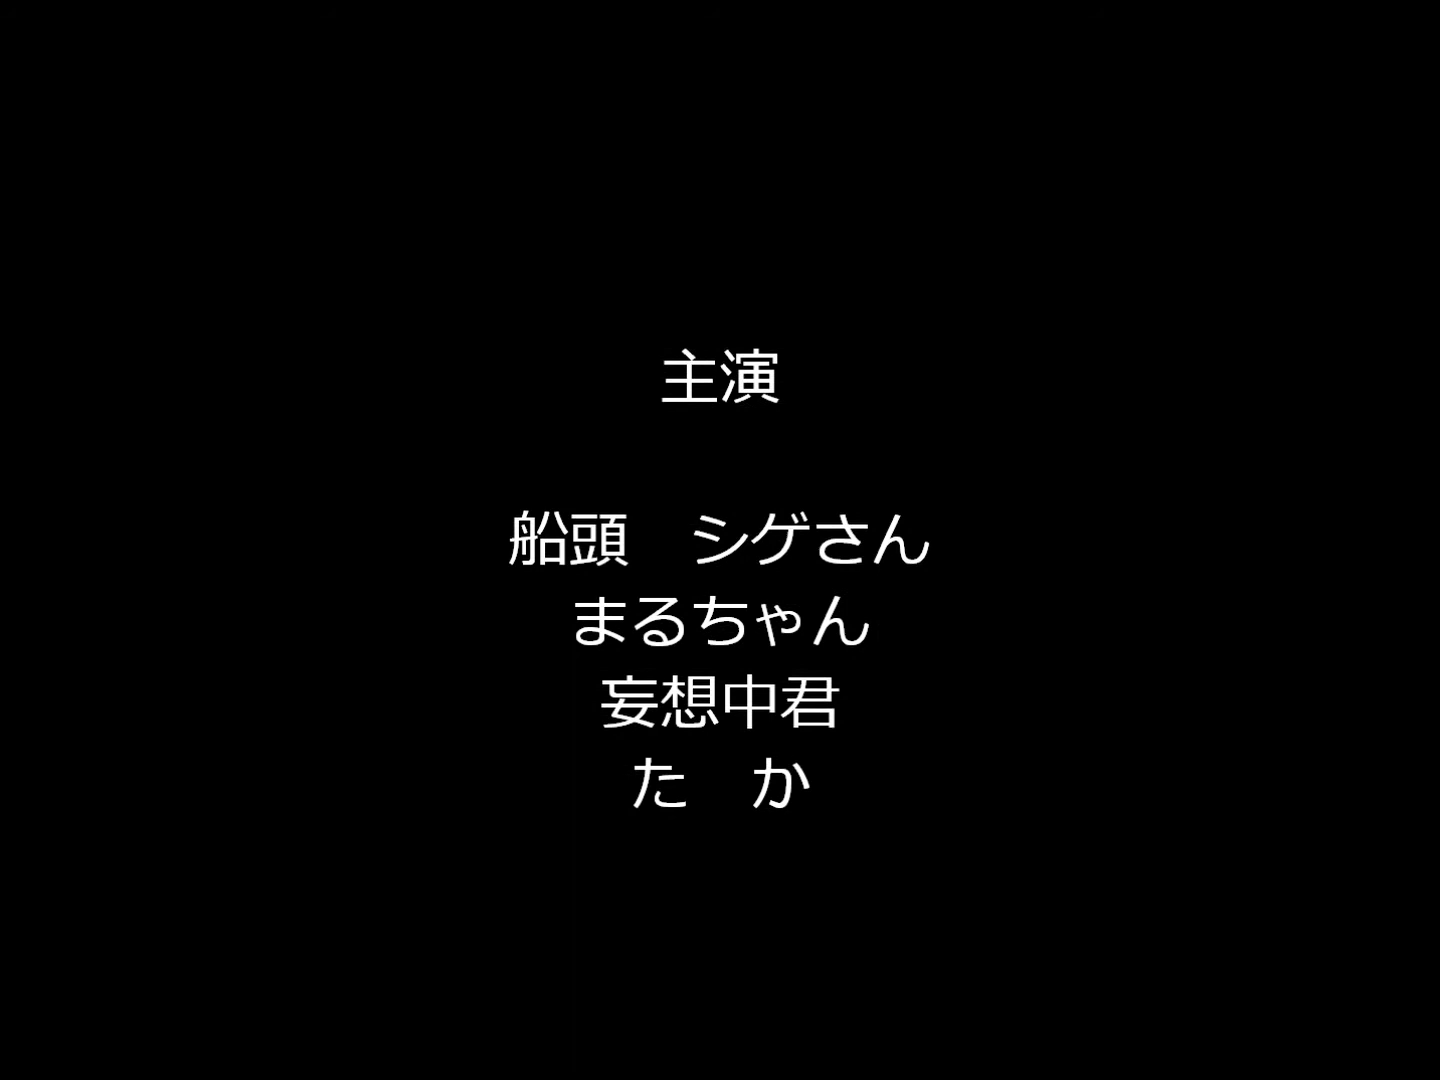 主演
船頭　シゲさん
まるちゃん
妄想中君
た　か